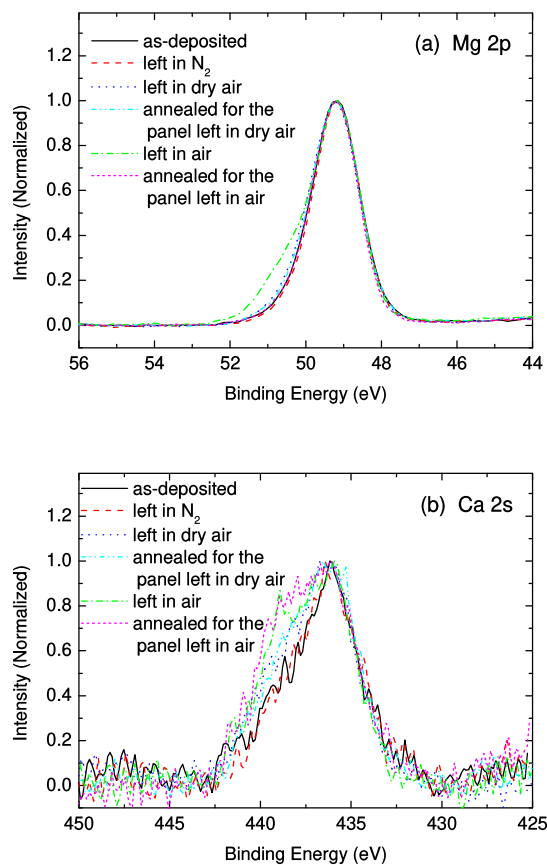 1.2
1.0
0.8
0.6
0.4
0.2
0.0
Intensity (Normalized)
as-deposited
left in N2
left in dry air
annealed for the
panel left in dry air
left in air
annealed for the
panel left in air
(a) Mg 2p
56 54 52 50 48 46 44
Binding Energy (eV)
1.2
1.0
0.8
0.6
0.4
0.2
0.0
Intensity (Normalized)
as-deposited
left in N2
left in dry air
annealed for the
panel left in dry air
left in air
annealed for the
panel left in air
(b) Ca 2s
450 445 440 435 430 425
Binding Energy (eV)